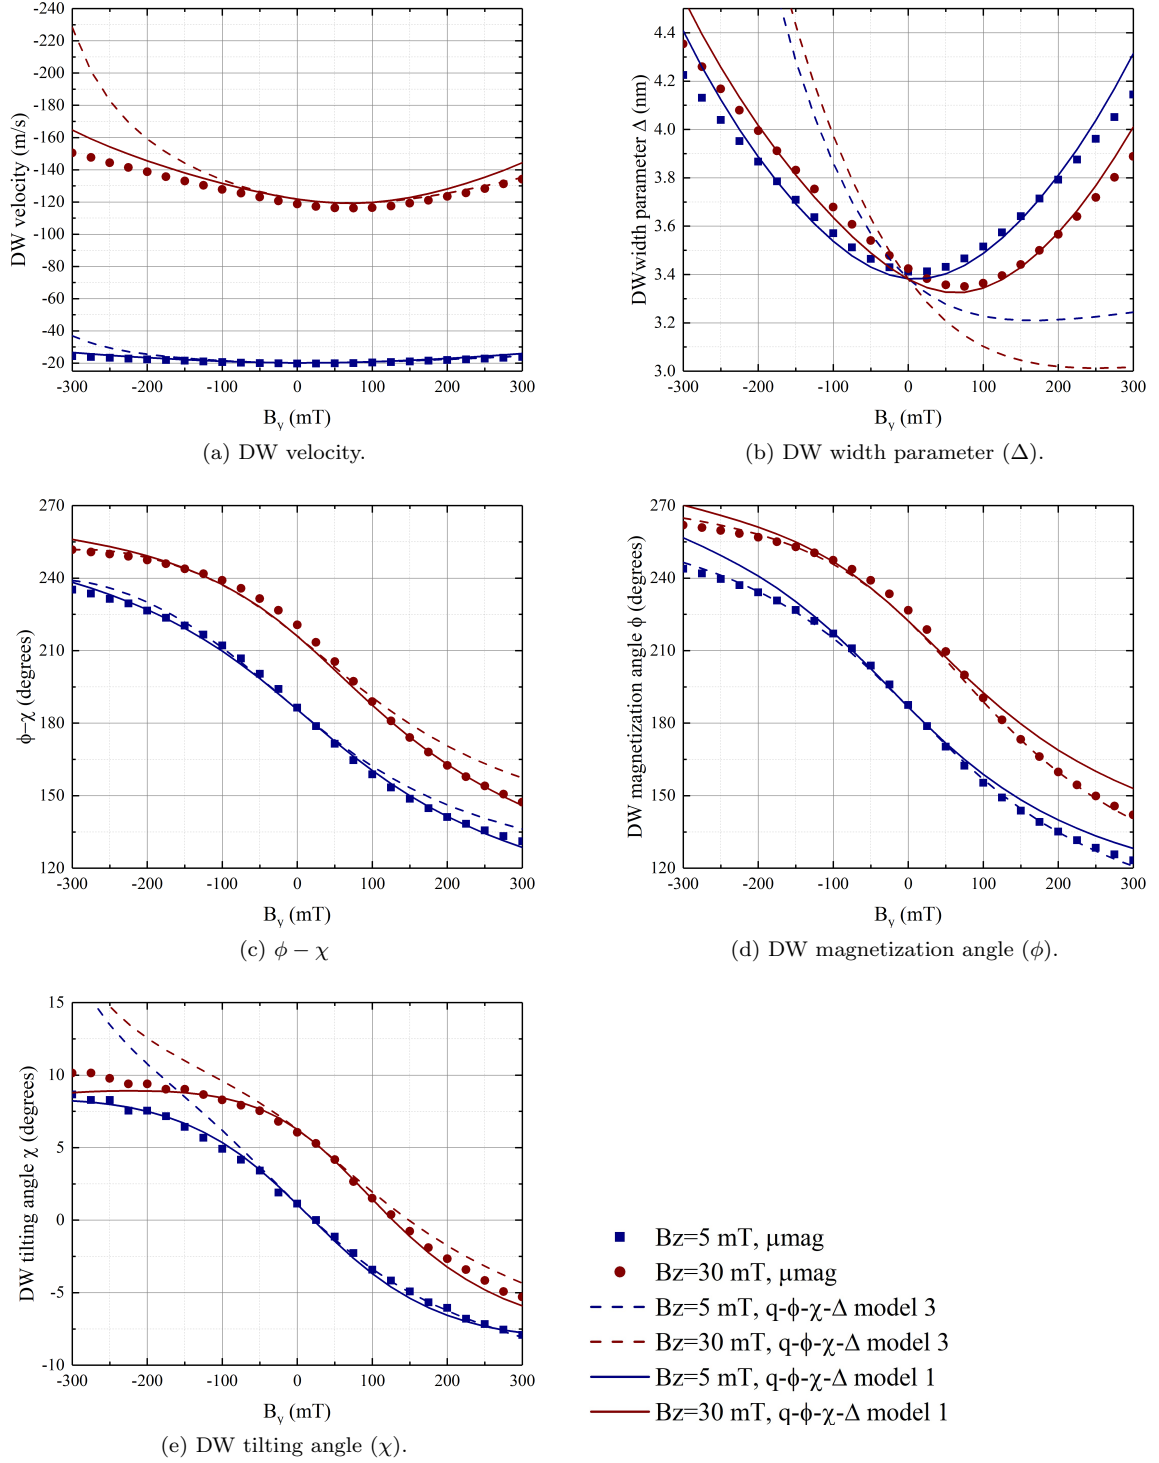 -240
-220
-200
-180
-160
-140
-120
-100
-80
-60
-40
-20
DW velocity (m/s)
-300 -200 -100 0 100 200 300
B_y (mT)
(a) DW velocity.
4.4
4.2
4.0
3.8
3.6
3.4
3.2
3.0
DWwidth parameter Δ (nm)
-300 -200 -100 0 100 200 300
B_y (mT)
(b) DW width parameter (Δ).
270
240
210
180
150
120
ϕ−χ (degrees)
-300 -200 -100 0 100 200 300
B_y (mT)
(c) ϕ − χ
270
240
210
180
150
120
DW magnetization angle ϕ (degrees)
-300 -200 -100 0 100 200 300
B_y (mT)
(d) DW magnetization angle (ϕ).
15
10
5
0
-5
-10
DW tilting angle χ (degrees)
-300 -200 -100 0 100 200 300
B_y (mT)
(e) DW tilting angle (χ).
Bz=5 mT, μmag
Bz=30 mT, μmag
Bz=5 mT, q-ϕ-χ-Δ model 3
Bz=30 mT, q-ϕ-χ-Δ model 3
Bz=5 mT, q-ϕ-χ-Δ model 1
Bz=30 mT, q-ϕ-χ-Δ model 1